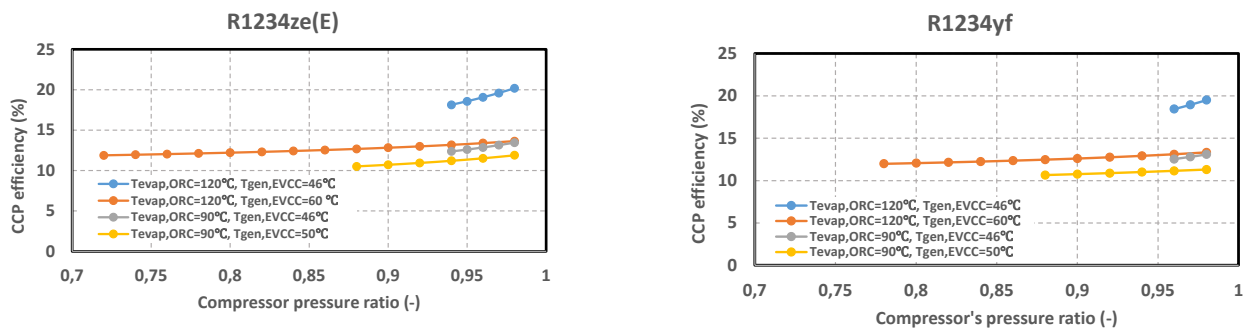 R1234ze(E)
25
20
15
10
5
0
CCP efficiency (%)
Tevap,ORC=120℃, Tgen,EVCC=46℃
Tevap,ORC=120℃, Tgen,EVCC=60 ℃
Tevap,ORC=90℃, Tgen,EVCC=46℃
Tevap,ORC=90℃, Tgen,EVCC=50℃
0,7 0,75 0,8 0,85 0,9 0,95 1
Compressor pressure ratio (-)
R1234yf
25
20
15
10
5
0
CCP efficiency (%)
Tevap,ORC=120℃, Tgen,EVCC=46℃
Tevap,ORC=120℃, Tgen,EVCC=60℃
Tevap,ORC=90℃, Tgen,EVCC=46℃
Tevap,ORC=90℃, Tgen,EVCC=50℃
0,7 0,75 0,8 0,85 0,9 0,95 1
Compressor's pressure ratio (-)